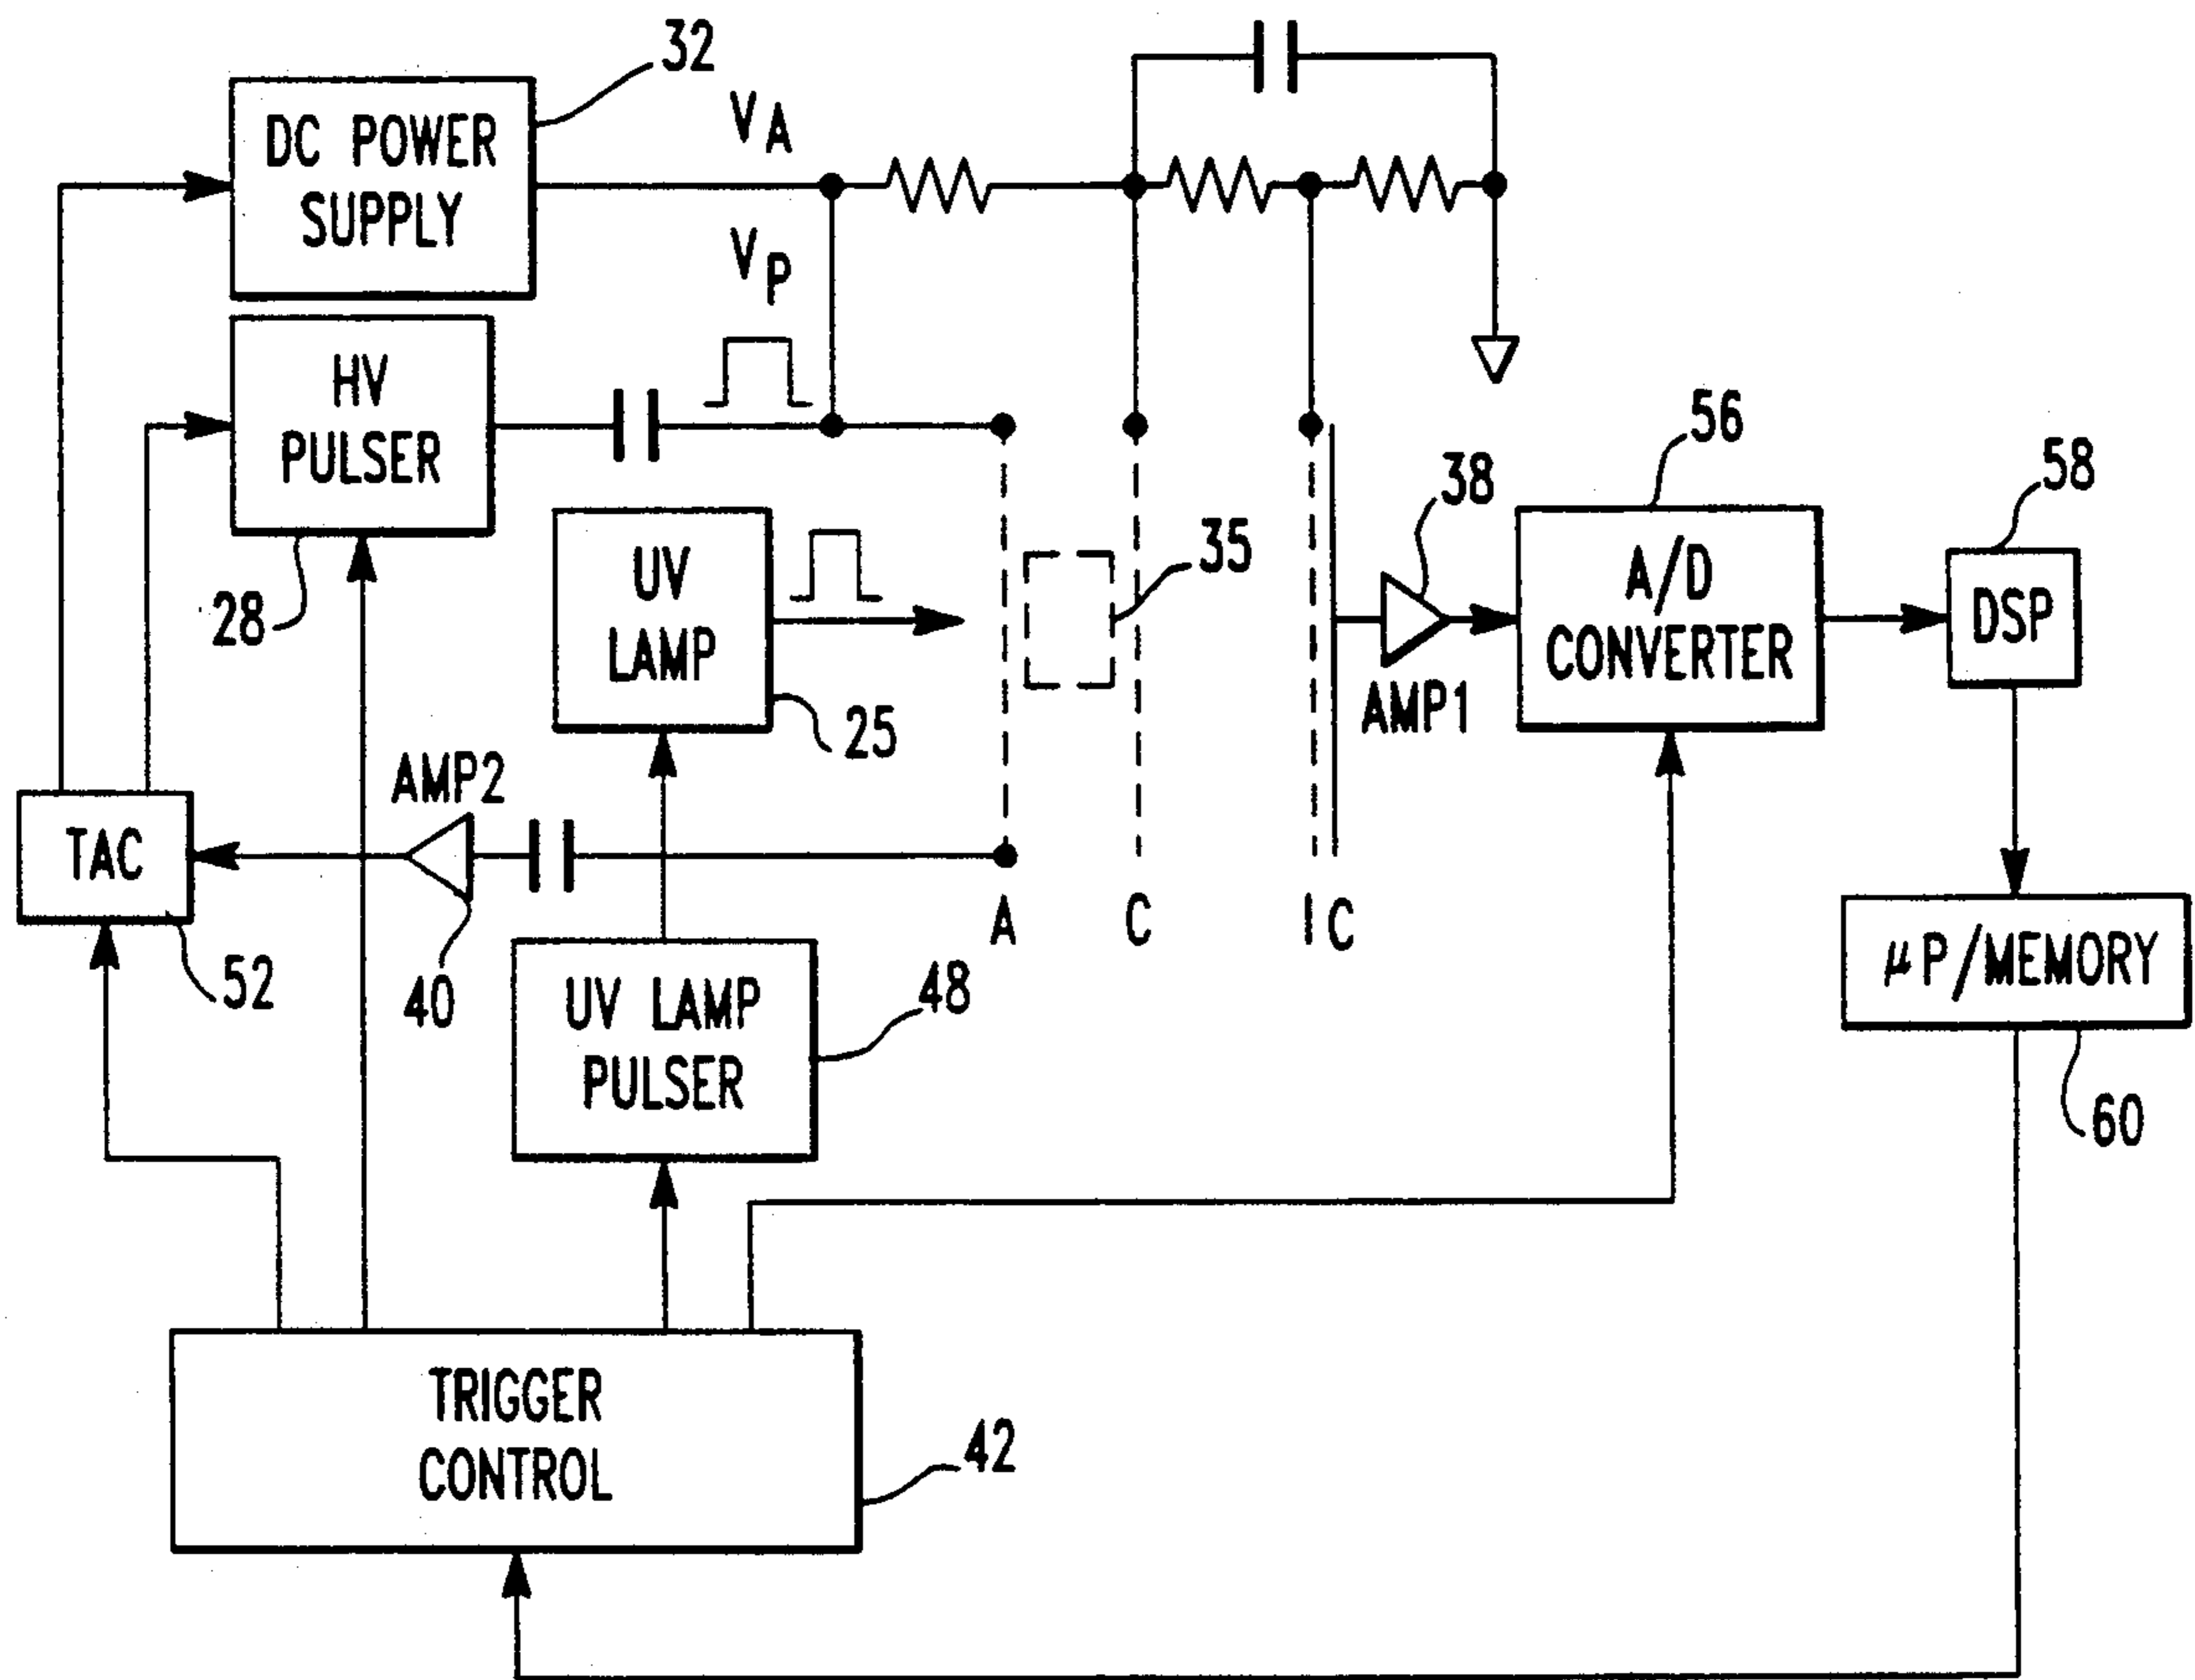 32
DC POWER
SUPPLY
VA
VP
HV
PULSER
28
UV
LAMP
25
35
38
56
A/D
CONVERTER
58
DSP
AMP1
AMP2
TAC
52
40
A
C
I C
UV LAMP
PULSER
48
μP/MEMORY
60
TRIGGER
CONTROL
42